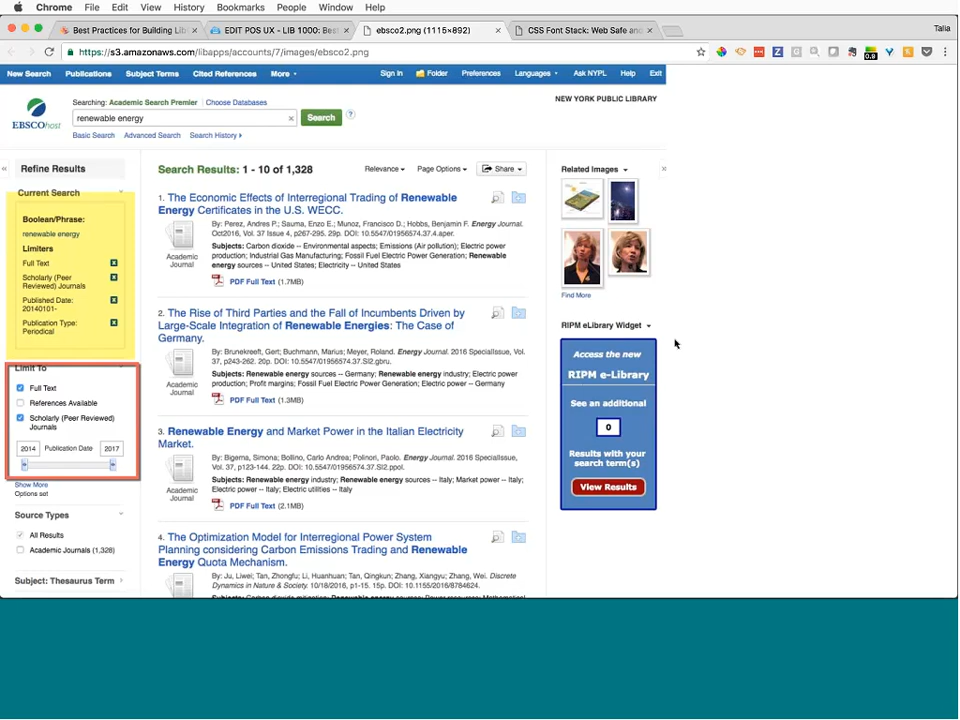 Chrome File Edit View History Bookmarks People Window Help
Best Practices for Building Lib
EDIT POS UX - LIB 1000: Bes
ebsco2.png (1115×892)
CSS Font Stack: Web Safe and
Talia
https://s3.amazonaws.com/libapps/accounts/7/images/ebsco2.png
0.9
New Search Publications Subject Terms Cited References More
Sign In Folder Preferences Languages Ask NYPL Help Exit
EBSCOhost
Searching: Academic Search Premier Choose Databases
renewable energy
Search
Basic Search Advanced Search Search History
NEW YORK PUBLIC LIBRARY
Refine Results
Current Search
Boolean/Phrase:
renewable energy
Limiters
Full Text
Scholarly (Peer
Reviewed) Journals
Published Date:
20140101-
Publication Type:
Periodical
Limit To
Full Text
References Available
Scholarly (Peer Reviewed)
Journals
2014 Publication Date 2017
Show More
Options set
Source Types
All Results
Academic Journals (1,328)
Subject: Thesaurus Term
Search Results: 1 - 10 of 1,328
Relevance Page Options Share
1. The Economic Effects of Interregional Trading of Renewable
Energy Certificates in the U.S. WECC.
By: Perez, Andres P.; Sauma, Enzo E.; Munoz, Francisco D.; Hobbs, Benjamin F. Energy Journal.
Oct2016, Vol. 37 Issue 4, p267-295. 29p. DOI: 10.5547/01956574.37.4.aper.
Subjects: Carbon dioxide -- Environmental aspects; Emissions (Air pollution); Electric power
production; Industrial Gas Manufacturing; Fossil Fuel Electric Power Generation; Renewable
energy sources -- United States; Electricity -- United States
Academic
Journal
PDF Full Text (1.7MB)
2. The Rise of Third Parties and the Fall of Incumbents Driven by
Large-Scale Integration of Renewable Energies: The Case of
Germany.
By: Brunekreeft, Gert; Buchmann, Marius; Meyer, Roland. Energy Journal. 2016 SpecialIssue, Vol.
37, p243-262. 20p. DOI: 10.5547/01956574.37.SI2.gbru.
Subjects: Renewable energy sources -- Germany; Renewable energy industry; Electric power
production; Profit margins; Fossil Fuel Electric Power Generation; Electric power -- Germany
Academic
Journal
PDF Full Text (1.3MB)
3. Renewable Energy and Market Power in the Italian Electricity
Market.
By: Bigerna, Simona; Bollino, Carlo Andrea; Polinori, Paolo. Energy Journal. 2016 SpecialIssue,
Vol. 37, p123-144. 22p. DOI: 10.5547/01956574.37.SI2.ppol.
Subjects: Renewable energy industry; Renewable energy sources -- Italy; Market power -- Italy;
Electric power -- Italy; Electric utilities -- Italy
Academic
Journal
PDF Full Text (2.1MB)
4. The Optimization Model for Interregional Power System
Planning considering Carbon Emissions Trading and Renewable
Energy Quota Mechanism.
By: Ju, Liwei; Tan, Zhongfu; Li, Huanhuan; Tan, Qingkun; Zhang, Xiangyu; Zhang, Wei. Discrete
Dynamics in Nature & Society. 10/18/2016, p1-15. 15p. DOI: 10.1155/2016/8784624.
Subjects: Carbon dioxide mitigation; Renewable energy sources; Power resources; Mathematical
Related Images
Find More
RIPM eLibrary Widget
Access the new
RIPM e-Library
See an additional
0
Results with your
search term(s)
View Results